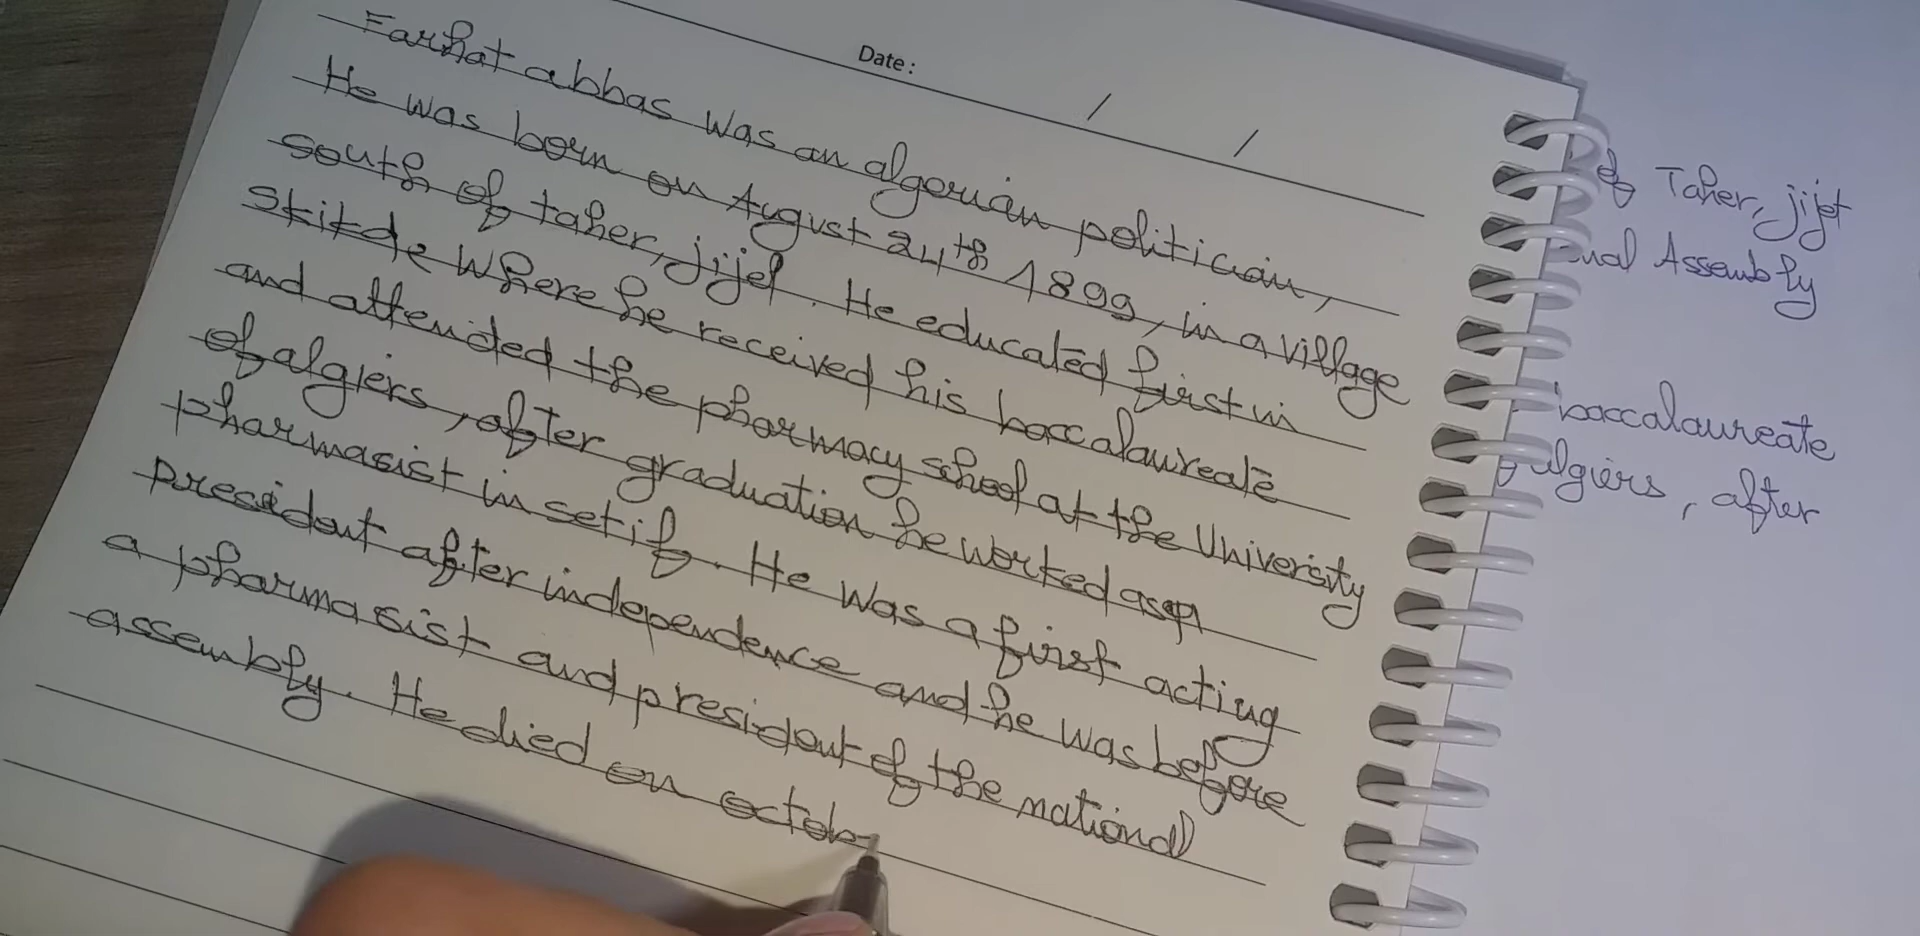 Date: / /
Farhat abbas was an algerian politician,
He was born on August 24th 1899, in a village
south of taher, jijel. He educated first in
Skikde where he received his baccalaureate
and attended the pharmacy school at the University
of algiers, after graduation he worked as a
pharmasist in setif. He was a first acting
president after independence and he was before
a pharmasist and president of the national
assembly. He died on octob
of Taher, jijel
Assembly
baccalaureate
algiers, after